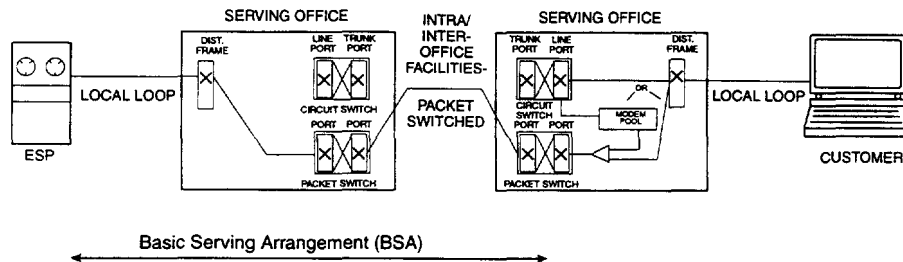 SERVING OFFICE
INTRA/
INTER-
OFFICE
FACILITIES-
PACKET
SWITCHED
SERVING OFFICE
DIST.
FRAME
LINE
PORT
TRUNK
PORT
CIRCUIT SWITCH
PORT
PORT
PACKET SWITCH
TRUNK
PORT
LINE
PORT
DIST.
FRAME
CIRCUIT
SWITCH
OR
MODEM
POOL
PORT
PORT
PACKET SWITCH
LOCAL LOOP
LOCAL LOOP
ESP
CUSTOMER
Basic Serving Arrangement (BSA)